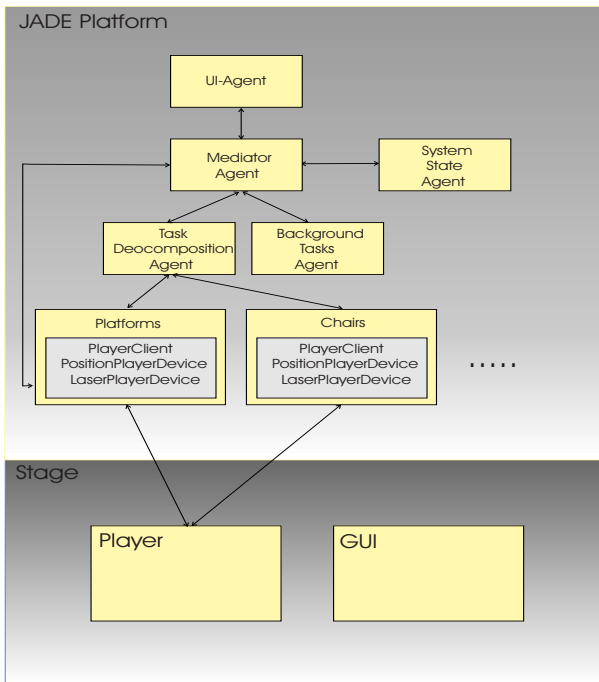 JADE Platform
UI-Agent
Mediator
Agent
System
State
Agent
Task
Deocomposition
Agent
Background
Tasks
Agent
Platforms
PlayerClient
PositionPlayerDevice
LaserPlayerDevice
Chairs
PlayerClient
PositionPlayerDevice
LaserPlayerDevice
.....
Stage
Player
GUI